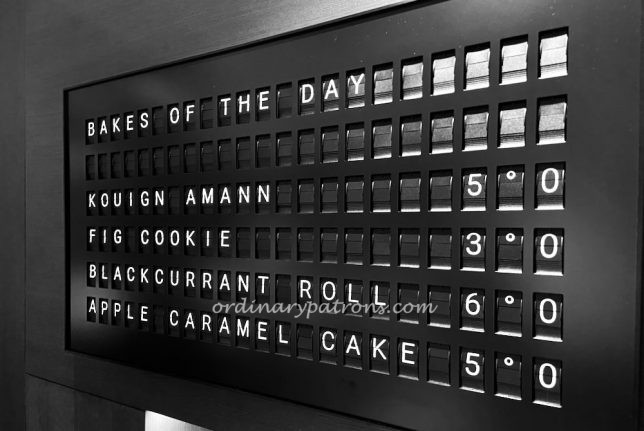 BAKES OF THE DAY
KOUIGN AMANN 5°0
FIG COOKIE 3°0
BLACKCURRANT ROLL 6°0
ordinarypatrons.com
APPLE CARAMEL CAKE 5°0